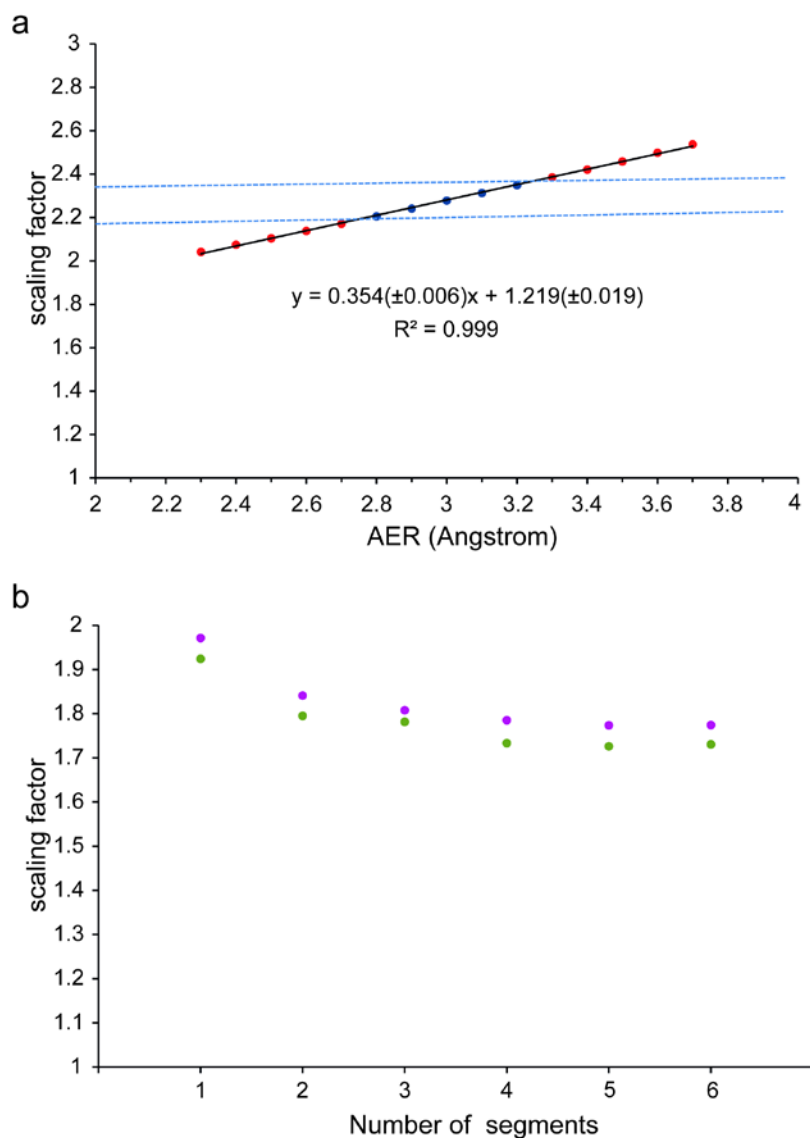 a
3
2.8
2.6
2.4
2.2
2
1.8
1.6
1.4
1.2
1
scaling factor
y = 0.354(±0.006)x + 1.219(±0.019)
R² = 0.999
2 2.2 2.4 2.6 2.8 3 3.2 3.4 3.6 3.8 4
AER (Angstrom)
b
2
1.9
1.8
1.7
1.6
1.5
1.4
1.3
1.2
1.1
1
scaling factor
1 2 3 4 5 6
Number of segments